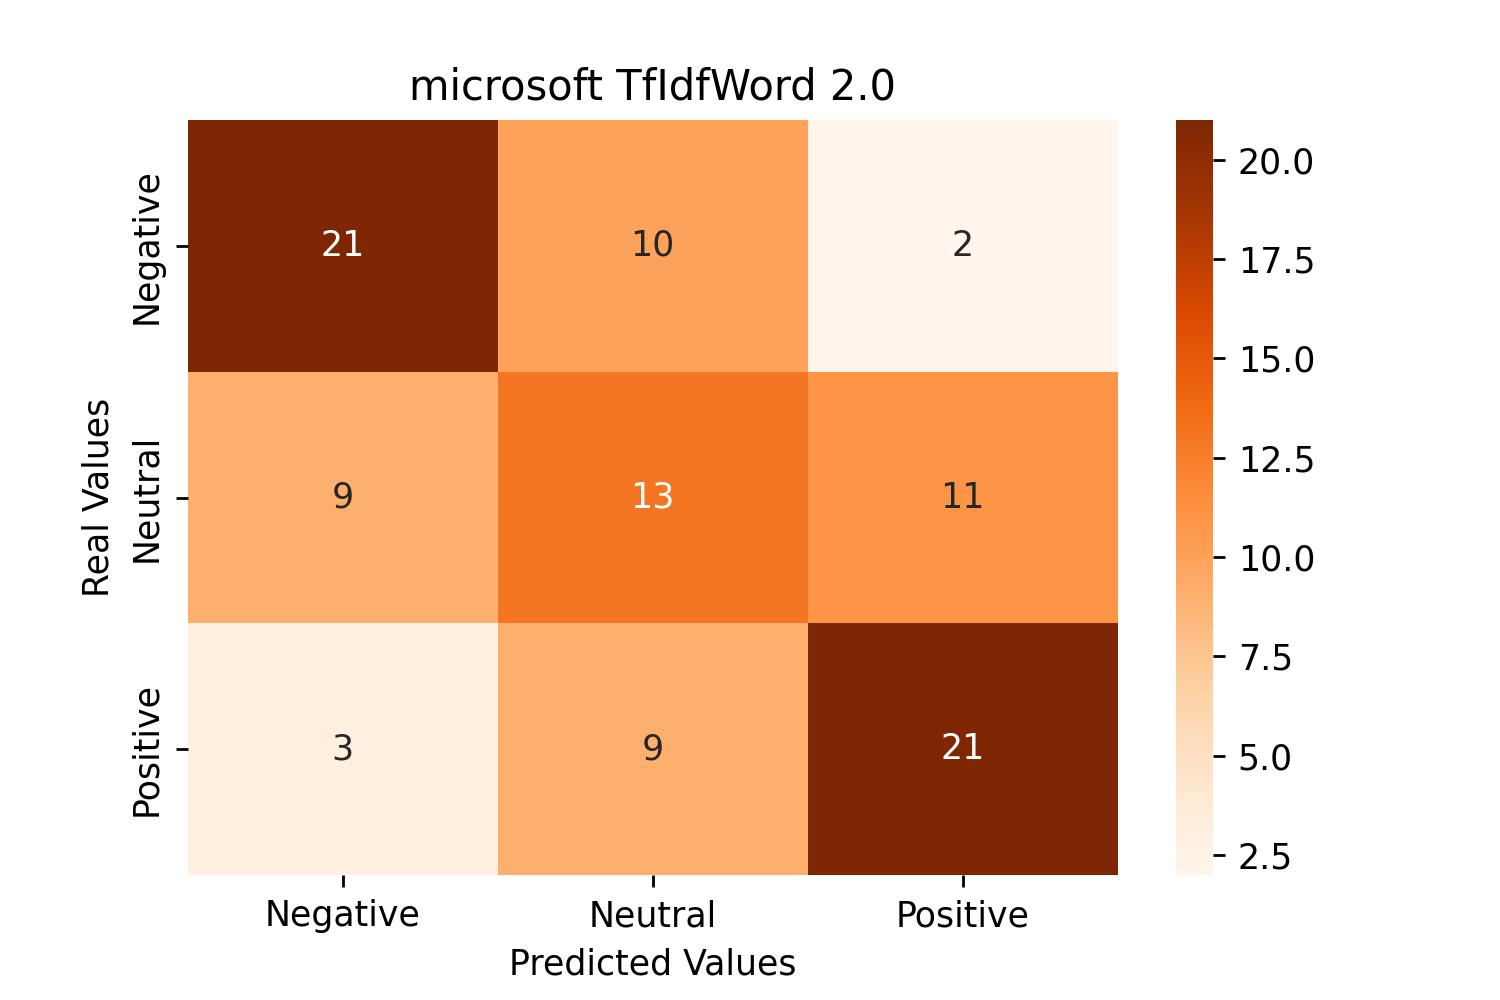 microsoft TfIdfWord 2.0
Real Values
Negative
21 10 2
Neutral
9 13 11
Positive
3 9 21
Negative Neutral Positive
Predicted Values
20.0
17.5
15.0
12.5
10.0
7.5
5.0
2.5